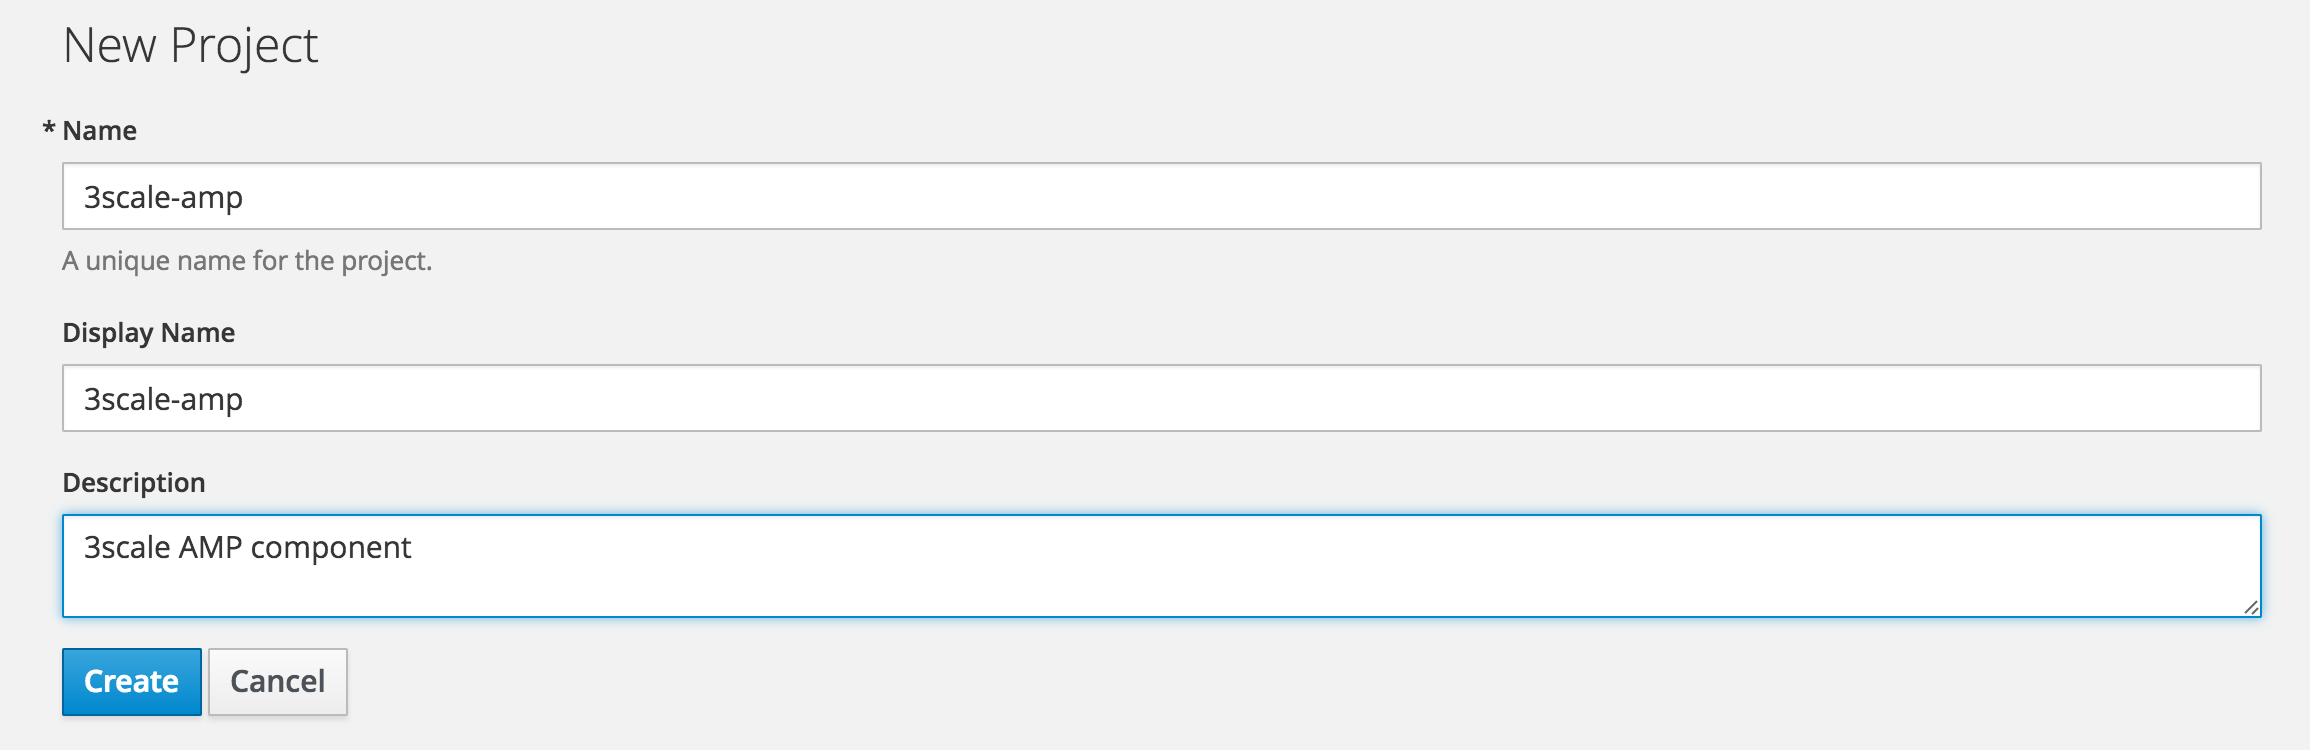 New Project
* Name
3scale-amp
A unique name for the project.
Display Name
3scale-amp
Description
3scale AMP component
Create Cancel